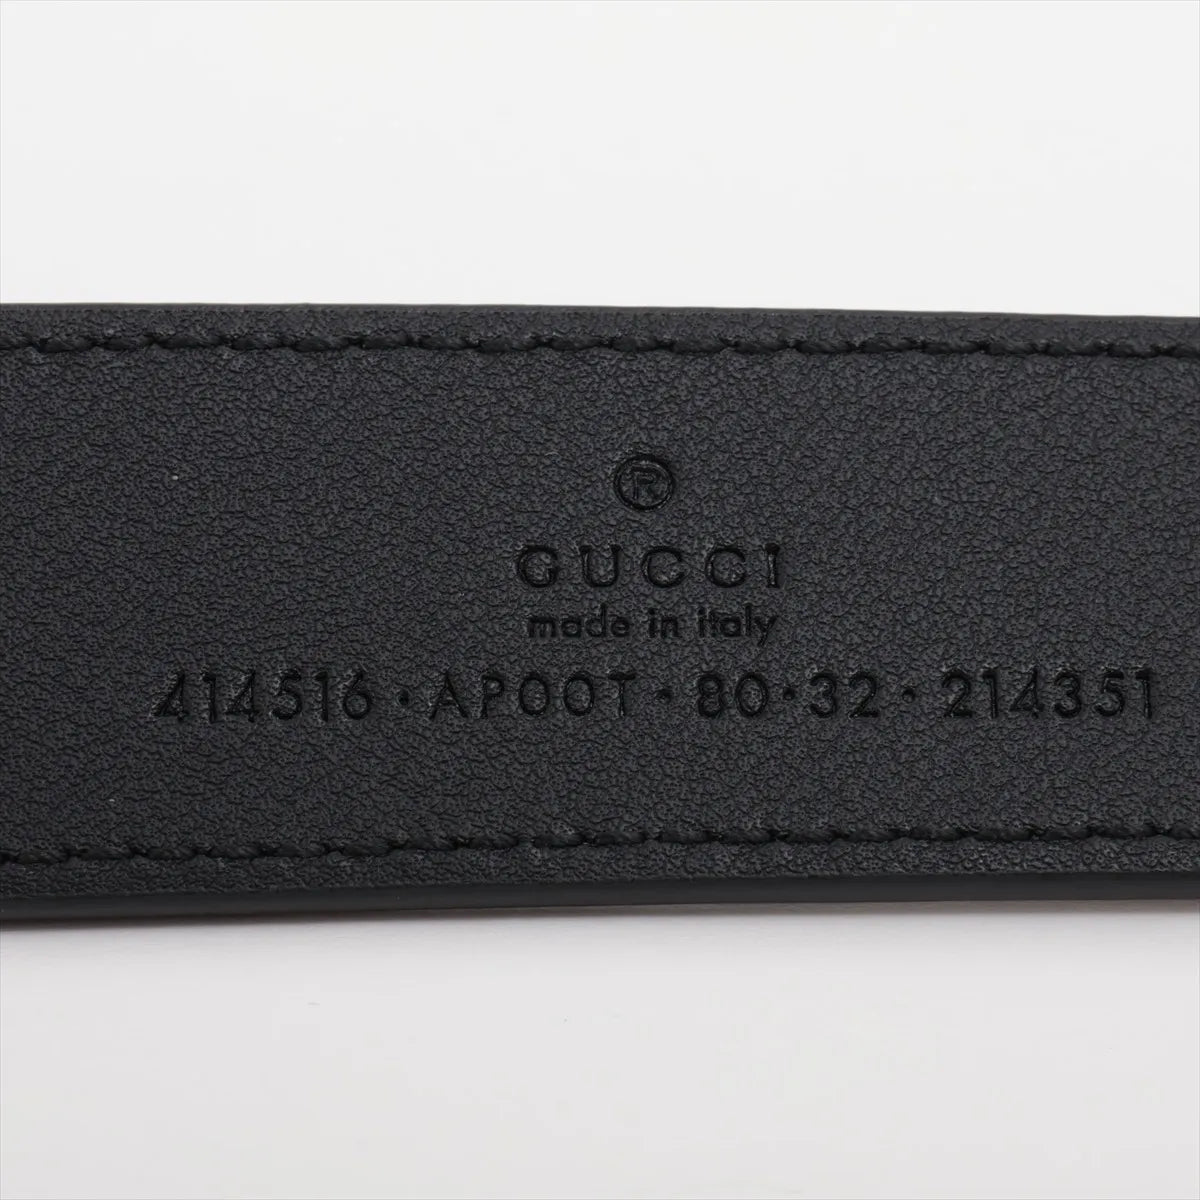 ®
GUCCI
made in italy
414516·AP00T·80·32·214351